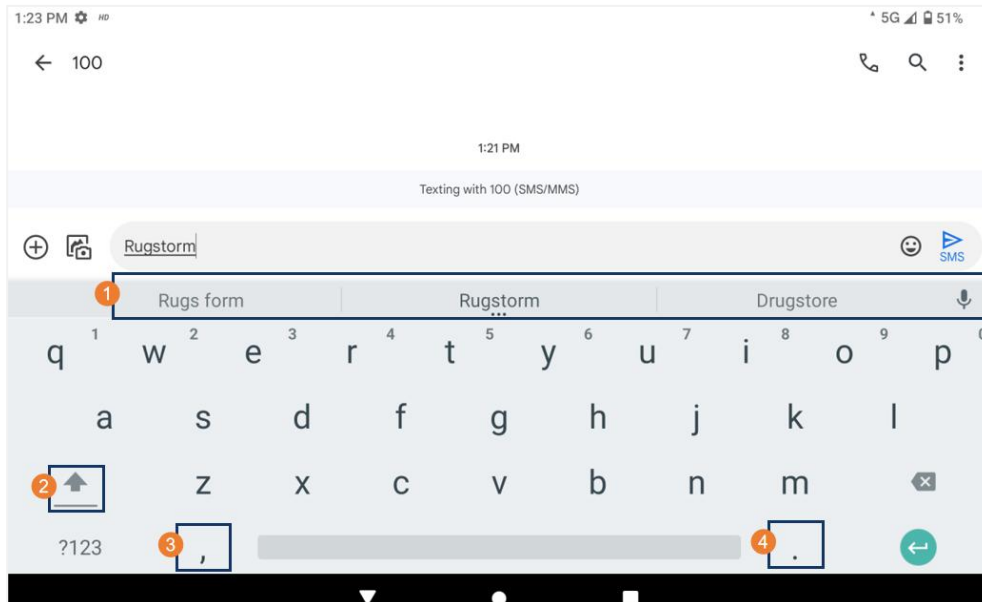 1:23 PM HD 5G 51%
100
1:21 PM
Texting with 100 (SMS/MMS)
Rugstorm
SMS
1 Rugs form Rugstorm Drugstore
1 2 3 4 5 6 7 8 9 0
q w e r t y u i o p
a s d f g h j k l
2 z x c v b n m
?123 3 , 4 .